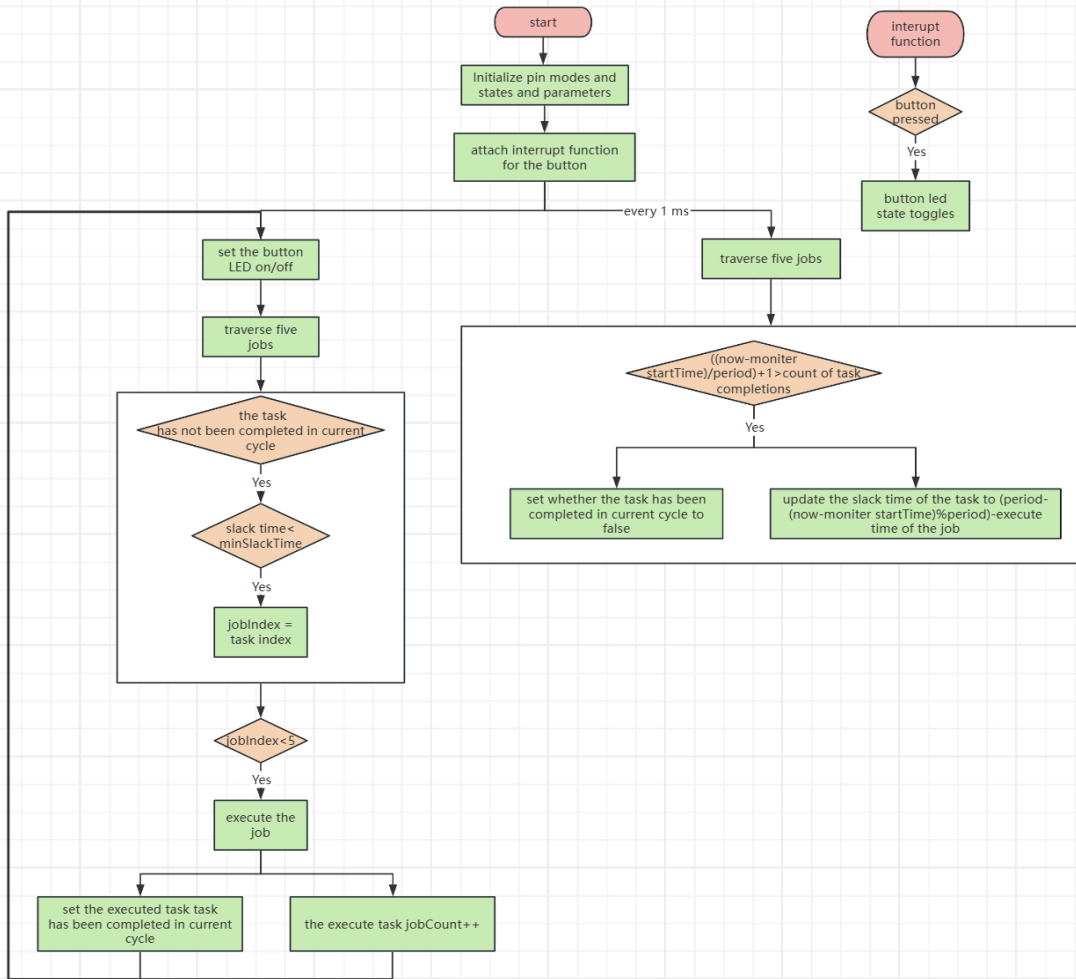 start
Initialize pin modes and
states and parameters
attach interrupt function
for the button
every 1 ms
set the button
LED on/off
traverse five
jobs
the task
has not been completed in current
cycle
Yes
slack time<
minSlackTime
Yes
jobIndex =
task index
jobIndex<5
Yes
execute the
job
set the executed task task
has been completed in current
cycle
the execute task jobCount++
traverse five jobs
((now-moniter
startTime)/period)+1>count of task
completions
Yes
set whether the task has been
completed in current cycle to
false
update the slack time of the task to (period-
(now-moniter startTime)%period)-execute
time of the job
interupt
function
button
pressed
Yes
button led
state toggles